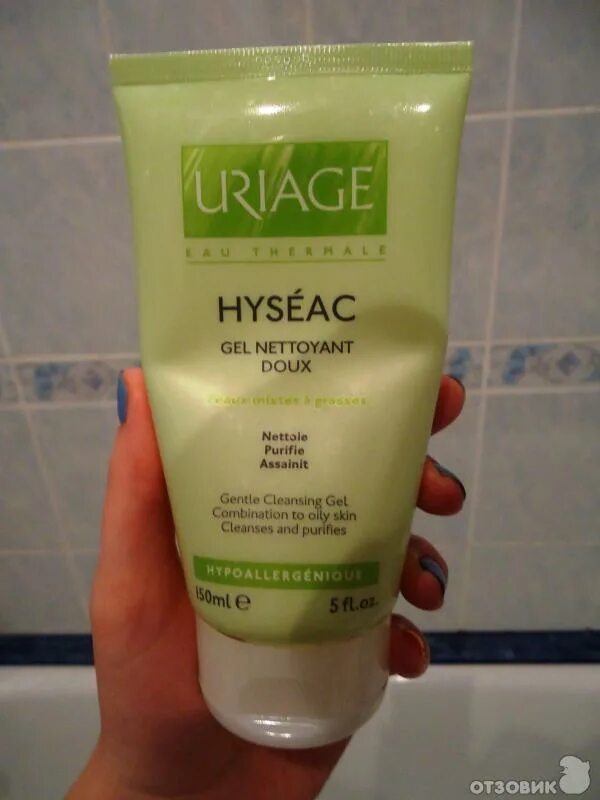 URIAGE
EAU THERMALE
HYSÉAC
GEL NETTOYANT
DOUX
Peaux mixtes à grasses
Nettoie
Purifie
Assainit
Gentle Cleansing Gel
Combination to oily skin
Cleanses and purifies
HYPOALLERGÉNIQUE
150ml e 5 fl.oz.
ОТЗОВИК